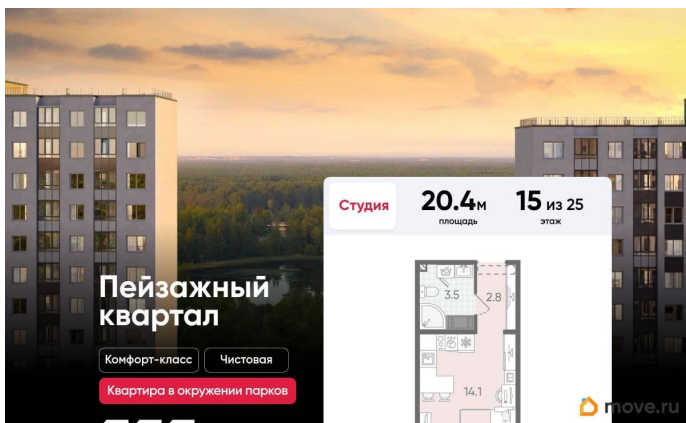 Студия
20.4м
площадь
15 из 25
этаж
Пейзажный
квартал
3.5
2.8
Комфорт-класс
Чистовая
Квартира в окружении парков
14.1
move.ru